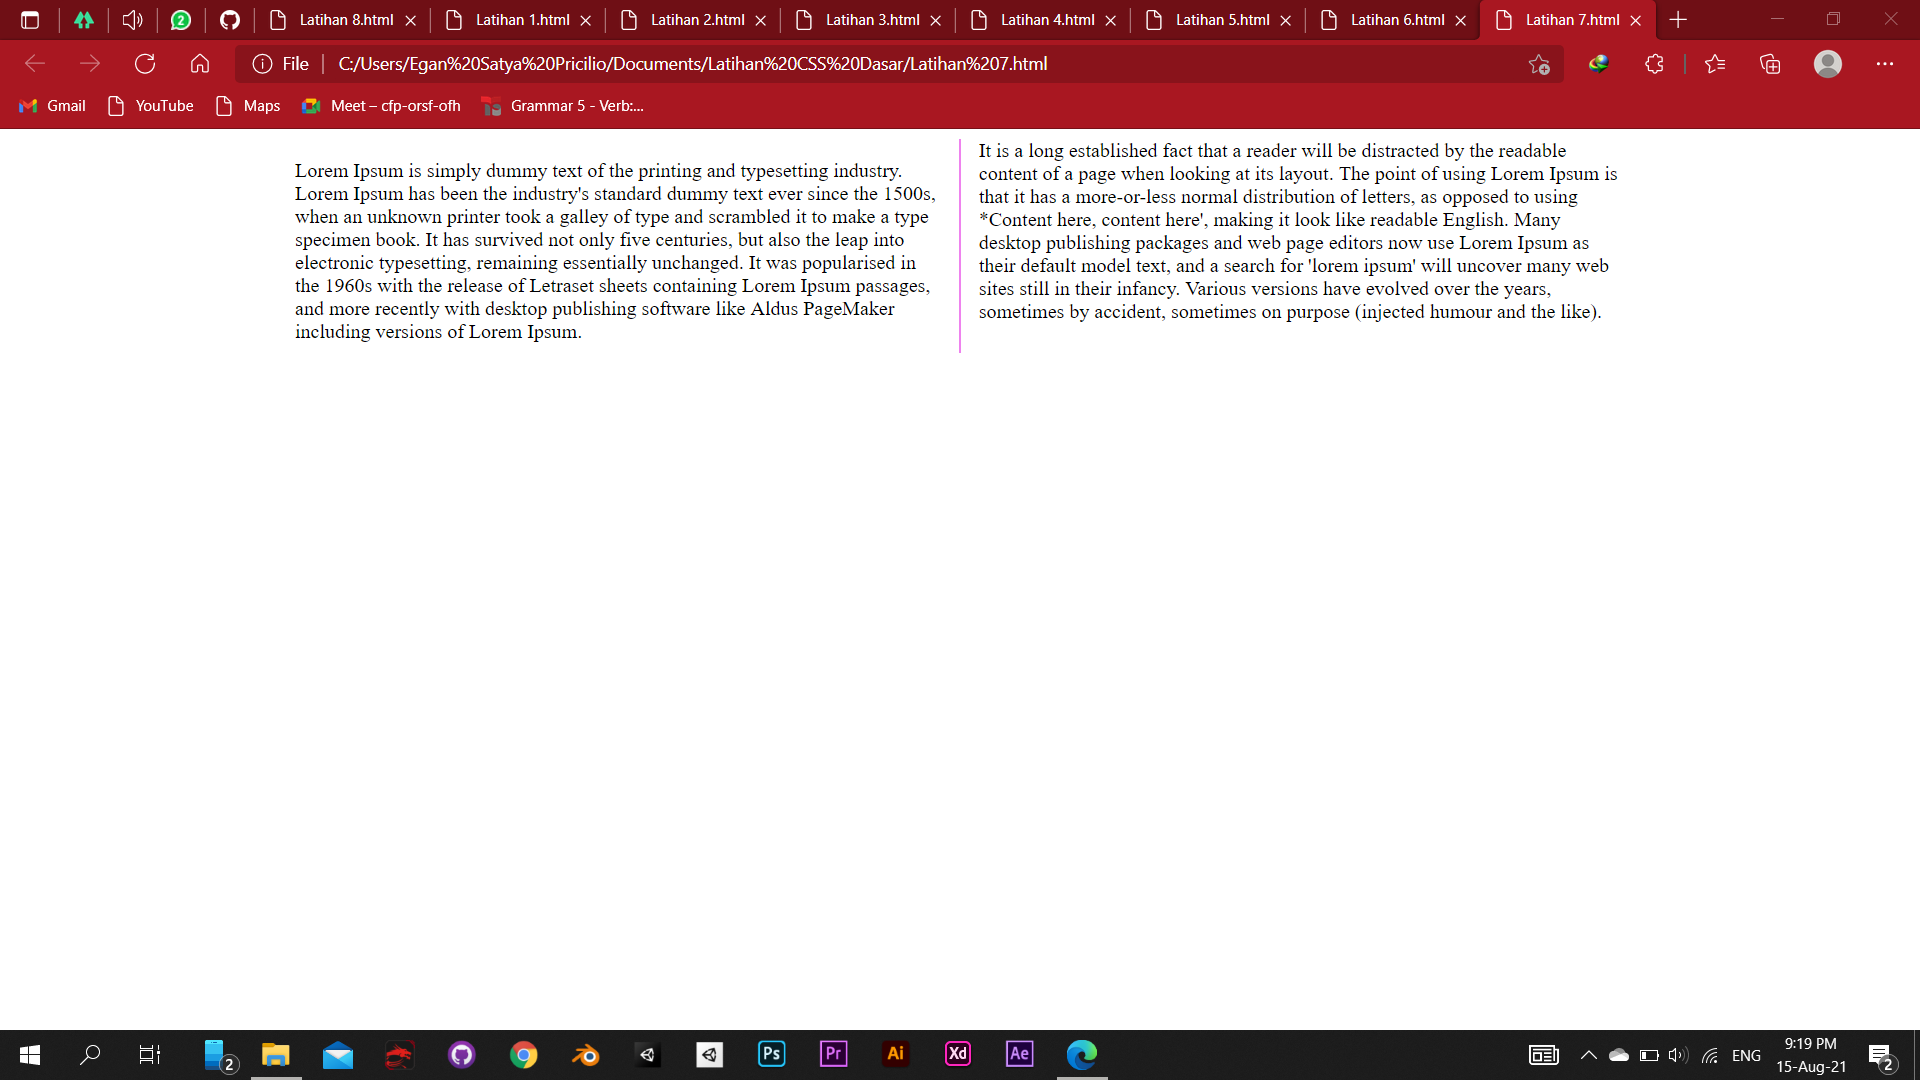 2
Latihan 8.html
Latihan 1.html
Latihan 2.html
Latihan 3.html
Latihan 4.html
Latihan 5.html
Latihan 6.html
Latihan 7.html
File
C:/Users/Egan%20Satya%20Pricilio/Documents/Latihan%20CSS%20Dasar/Latihan%207.html
Gmail
YouTube
Maps
Meet – cfp-orsf-ofh
Grammar 5 - Verb:...
Lorem Ipsum is simply dummy text of the printing and typesetting industry.
Lorem Ipsum has been the industry's standard dummy text ever since the 1500s,
when an unknown printer took a galley of type and scrambled it to make a type
specimen book. It has survived not only five centuries, but also the leap into
electronic typesetting, remaining essentially unchanged. It was popularised in
the 1960s with the release of Letraset sheets containing Lorem Ipsum passages,
and more recently with desktop publishing software like Aldus PageMaker
including versions of Lorem Ipsum.
It is a long established fact that a reader will be distracted by the readable
content of a page when looking at its layout. The point of using Lorem Ipsum is
that it has a more-or-less normal distribution of letters, as opposed to using
*Content here, content here', making it look like readable English. Many
desktop publishing packages and web page editors now use Lorem Ipsum as
their default model text, and a search for 'lorem ipsum' will uncover many web
sites still in their infancy. Various versions have evolved over the years,
sometimes by accident, sometimes on purpose (injected humour and the like).
2
Ps
Pr
Ai
Xd
Ae
ENG
9:19 PM
15-Aug-21
2